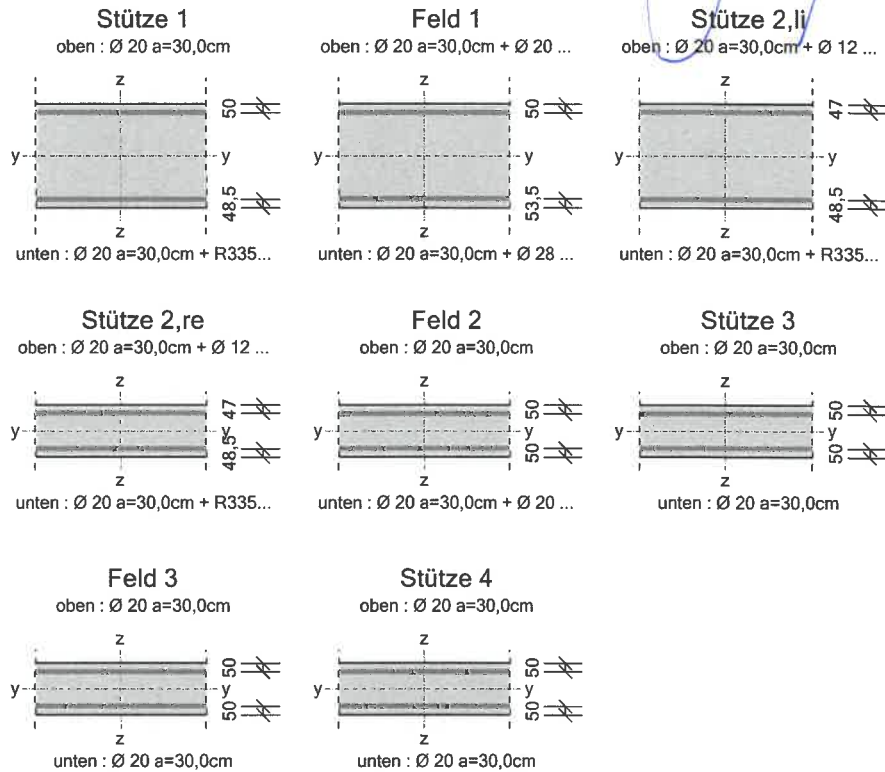 Stütze 1
oben : Ø 20 a=30,0cm
z
50
y
y
48,5
z
unten : Ø 20 a=30,0cm + R335...
Feld 1
oben : Ø 20 a=30,0cm + Ø 20 ...
z
50
y
y
53,5
z
unten : Ø 20 a=30,0cm + Ø 28 ...
Stütze 2,li
oben : Ø 20 a=30,0cm + Ø 12 ...
z
47
y
y
48,5
z
unten : Ø 20 a=30,0cm + R335...
Stütze 2,re
oben : Ø 20 a=30,0cm + Ø 12 ...
z
47
y
y
48,5
z
unten : Ø 20 a=30,0cm + R335...
Feld 2
oben : Ø 20 a=30,0cm
z
50
y
y
50
z
unten : Ø 20 a=30,0cm + Ø 20 ...
Stütze 3
oben : Ø 20 a=30,0cm
z
50
y
y
50
z
unten : Ø 20 a=30,0cm
Feld 3
oben : Ø 20 a=30,0cm
z
50
y
y
50
z
unten : Ø 20 a=30,0cm
Stütze 4
oben : Ø 20 a=30,0cm
z
50
y
y
50
z
unten : Ø 20 a=30,0cm